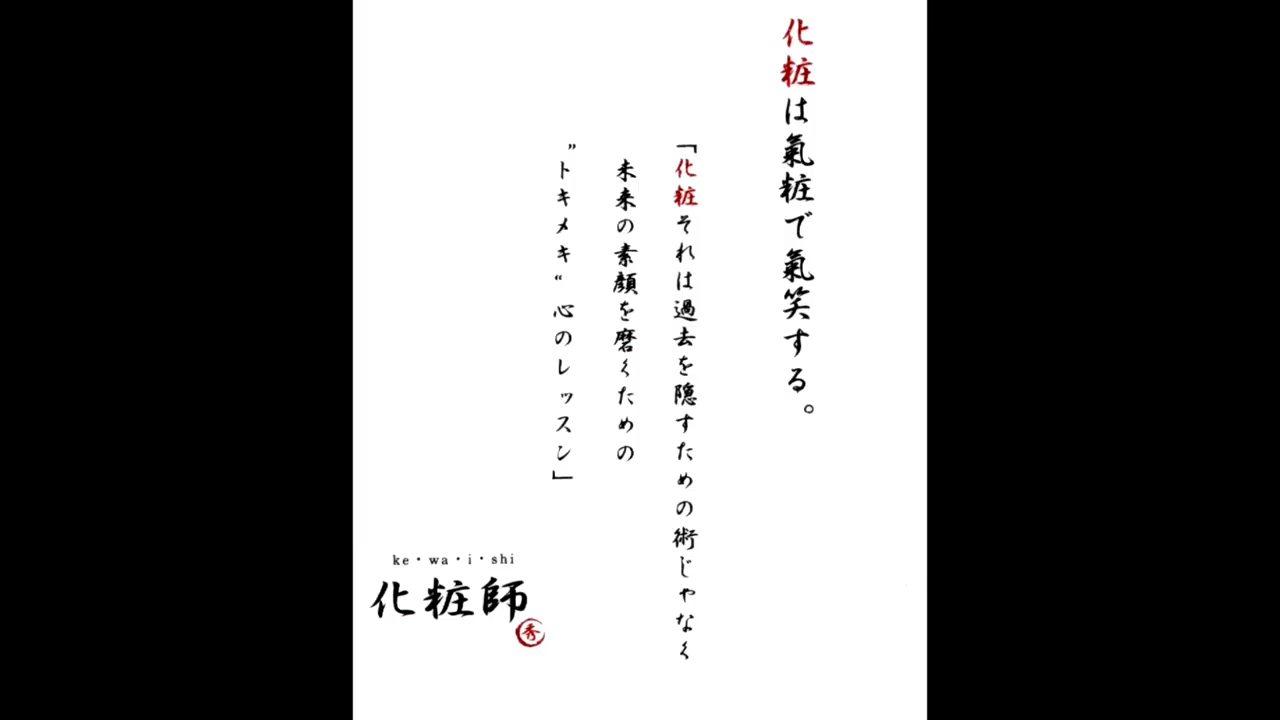 化粧は氣粧で氣笑する。
「化粧それは過去を隠すための術じゃなく
未来の素顔を磨くための
”トキメキ“心のレッスン」
ke・wa・i・shi
化粧師
秀